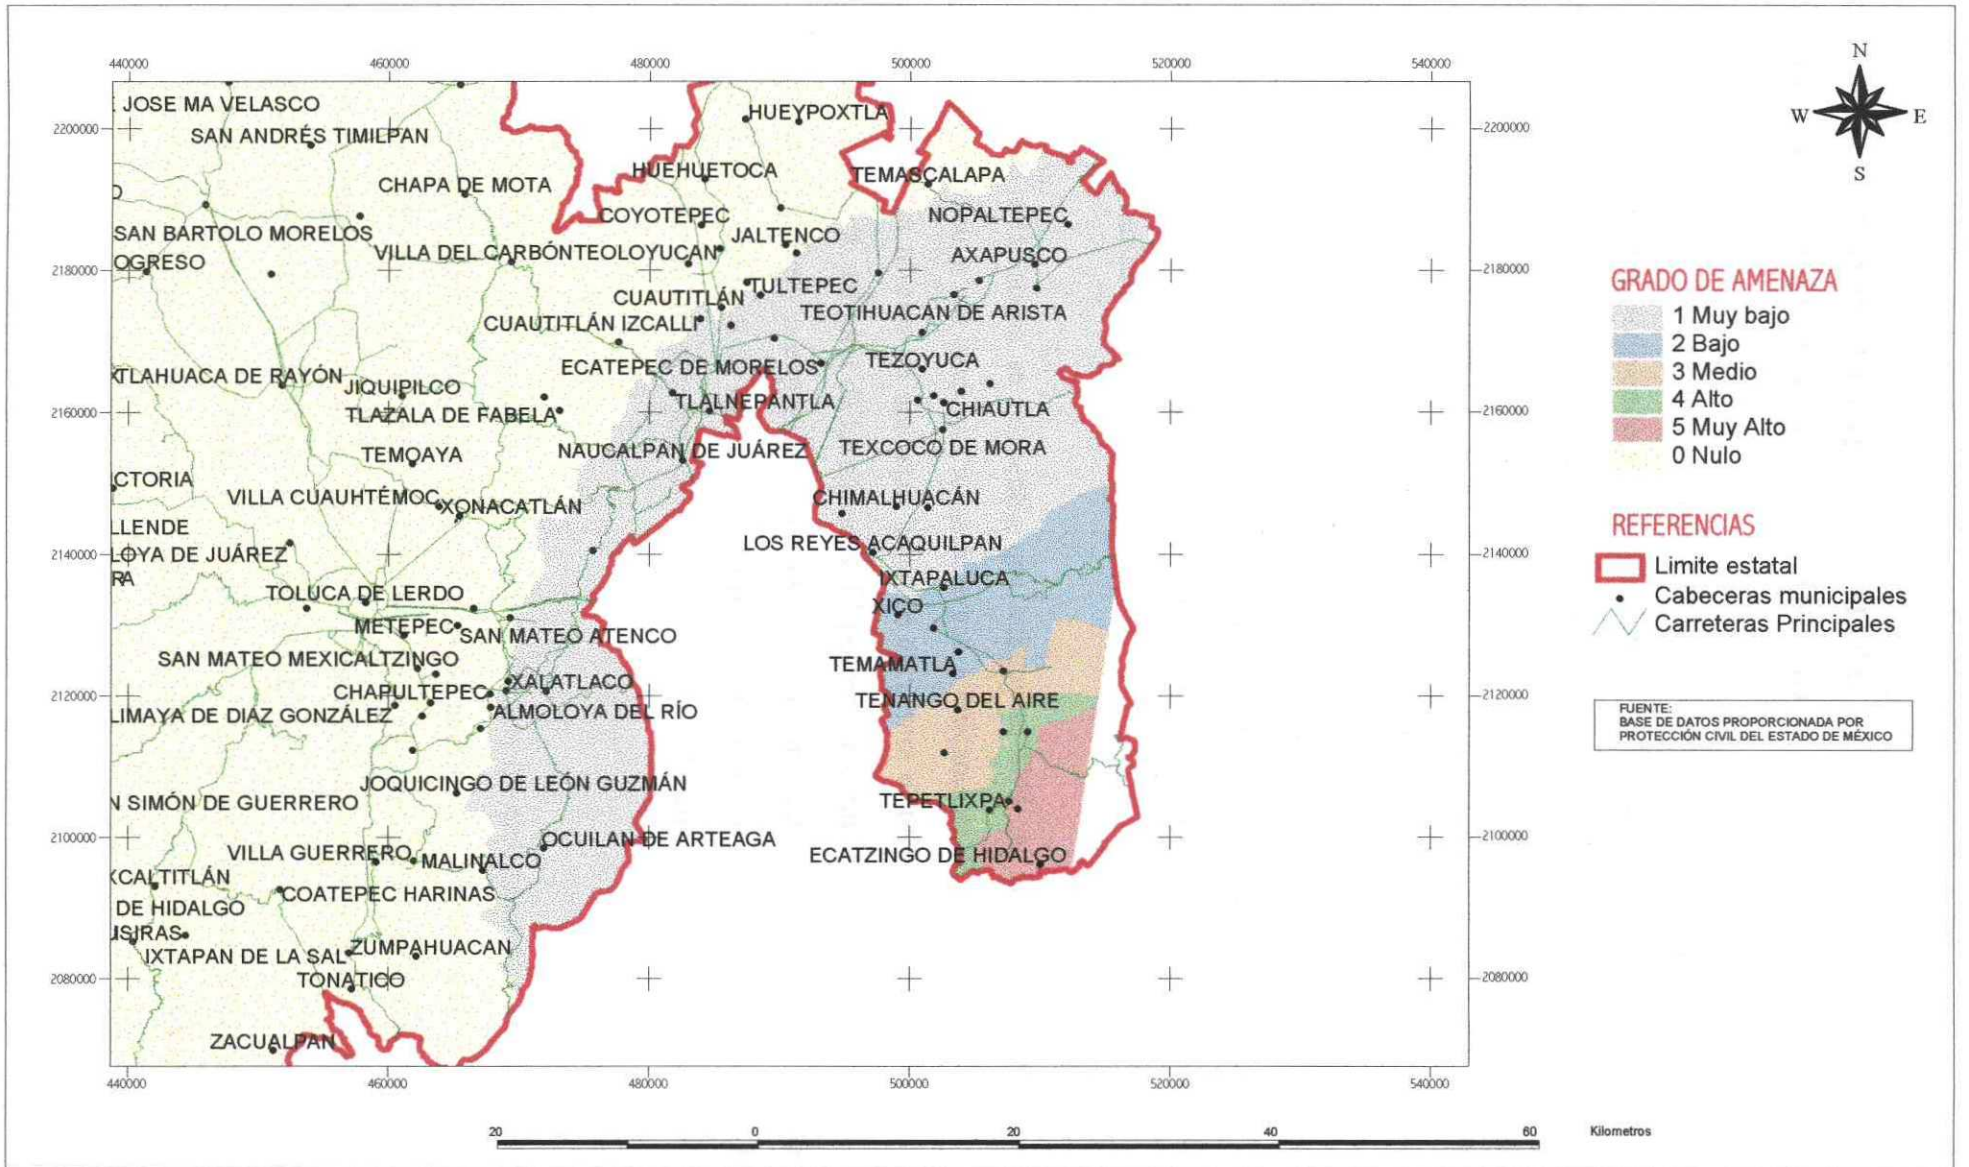 440000 460000 480000 500000 520000 540000
N
W E
S
JOSE MA VELASCO
HUEYPOXTLA
2200000 2200000
SAN ANDRÉS TIMILPAN
HUEHUETOCA
TEMASCALAPA
CHAPA DE MOTA
COYOTEPEC
NOPALTEPEC
SAN BARTOLO MORELOS
JALTENCO
VILLA DEL CARBÓN
TEOLOYUCAN
AXAPUSCO
OGRESO
2180000 2180000
TULTEPEC
CUAUTITLÁN
TEOTIHUACAN DE ARISTA
CUAUTITLÁN IZCALLI
TEZOYUCA
ECATEPEC DE MORELOS
TLAHUACA DE RAYÓN
JIQUIPILCO
TLALNEPANTLA
2160000 2160000
CHIAUTLA
TLAZALA DE FABELA
TEXCOCO DE MORA
NAUCALPAN DE JUÁREZ
TEMOAYA
CTORIA
VILLA CUAUHTÉMOC
CHIMALHUACÁN
XONACATLÁN
LLENDE
LOS REYES ACAQUILPAN
2140000 2140000
LOYA DE JUÁREZ
RA
IXTAPALUCA
TOLUCA DE LERDO
XICO
METEPEC
SAN MATEO ATENCO
SAN MATEO MEXICALTZINGO
TEMAMATLA
XALATLACO
CHAPULTEPEC
2120000 2120000
TENANGO DEL AIRE
LIMAYA DE DIAZ GONZÁLEZ
ALMOLOYA DEL RÍO
JOQUICINGO DE LEÓN GUZMÁN
N SIMÓN DE GUERRERO
TEPETLIXPA
2100000 2100000
OCUILAN DE ARTEAGA
VILLA GUERRERO
MALINALCO
ECATZINGO DE HIDALGO
XCALTITLÁN
COATEPEC HARINAS
DE HIDALGO
USIRAS
IXTAPAN DE LA SAL
ZUMPAHUACAN
2080000 2080000
TONATICO
ZACUALPAN
440000 460000 480000 500000 520000 540000
20 0 20 40 60 Kilometros
GRADO DE AMENAZA
1 Muy bajo
2 Bajo
3 Medio
4 Alto
5 Muy Alto
0 Nulo
REFERENCIAS
Limite estatal
Cabeceras municipales
Carreteras Principales
FUENTE:
BASE DE DATOS PROPORCIONADA POR
PROTECCIÓN CIVIL DEL ESTADO DE MÉXICO